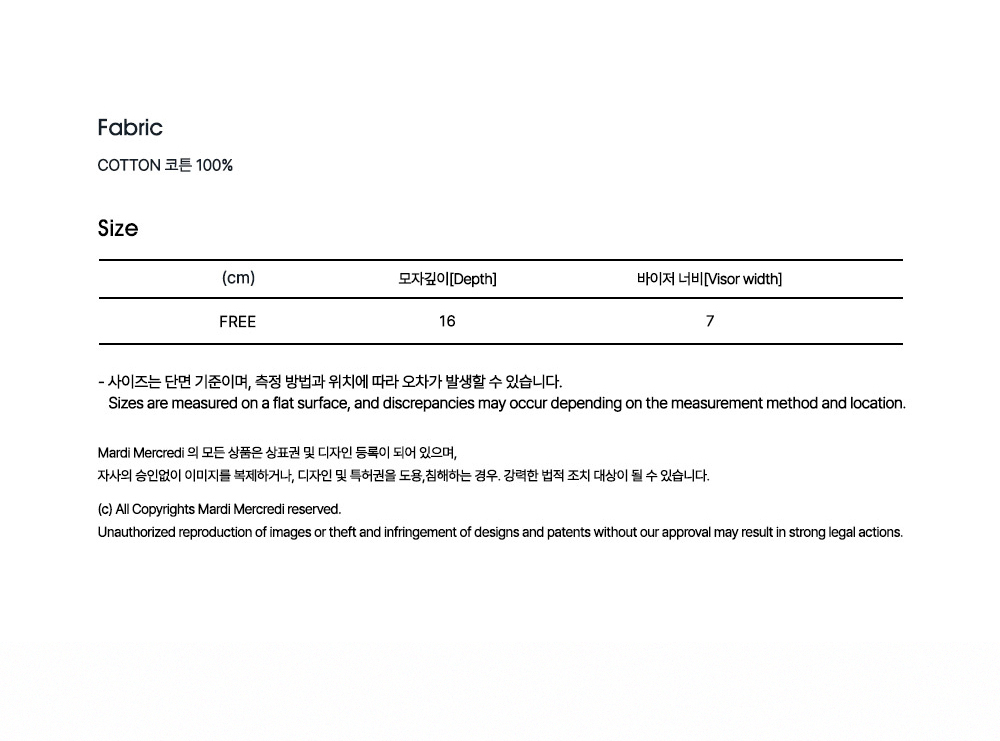 Fabric
COTTON 코튼 100%
Size
(cm) 모자깊이[Depth] 바이저 너비[Visor width]
FREE 16 7
- 사이즈는 단면 기준이며, 측정 방법과 위치에 따라 오차가 발생할 수 있습니다.
Sizes are measured on a flat surface, and discrepancies may occur depending on the measurement method and location.
Mardi Mercredi 의 모든 상품은 상표권 및 디자인 등록이 되어 있으며,
자사의 승인없이 이미지를 복제하거나, 디자인 및 특허권을 도용,침해하는 경우. 강력한 법적 조치 대상이 될 수 있습니다.
(c) All Copyrights Mardi Mercredi reserved.
Unauthorized reproduction of images or theft and infringement of designs and patents without our approval may result in strong legal actions.